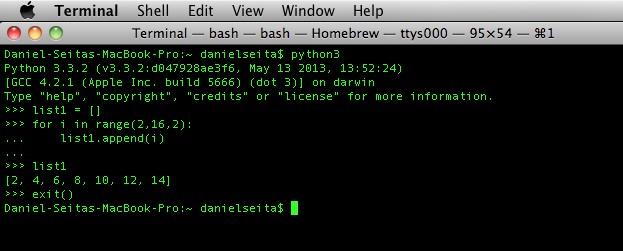 Terminal Shell Edit View Window Help
Terminal — bash — bash — Homebrew — ttys000 — 95×54 — ⌘1
Daniel-Seitas-MacBook-Pro:~ danielseita$ python3
Python 3.3.2 (v3.3.2:d047928ae3f6, May 13 2013, 13:52:24)
[GCC 4.2.1 (Apple Inc. build 5666) (dot 3)] on darwin
Type "help", "copyright", "credits" or "license" for more information.
>>> list1 = []
>>> for i in range(2,16,2):
...     list1.append(i)
...
>>> list1
[2, 4, 6, 8, 10, 12, 14]
>>> exit()
Daniel-Seitas-MacBook-Pro:~ danielseita$